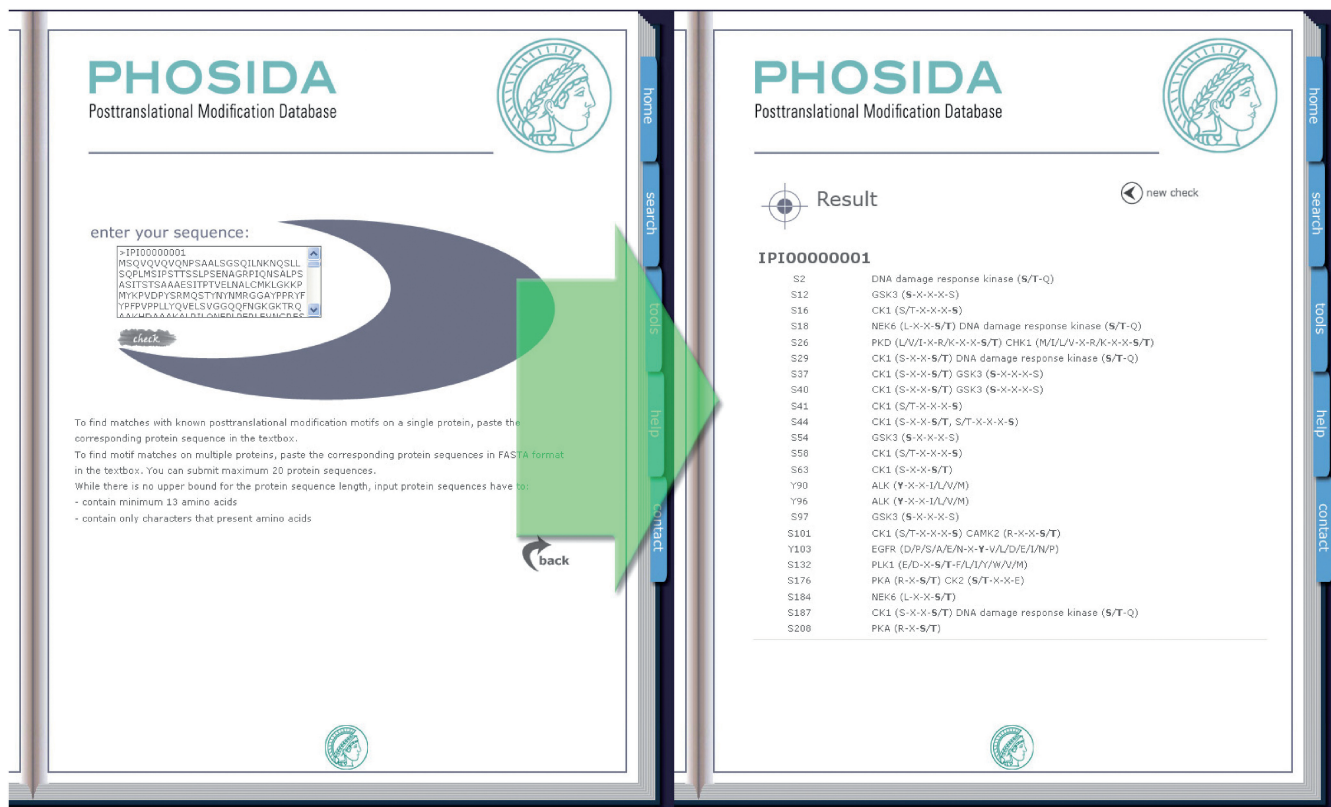 PHOSIDA
Posttranslational Modification Database
enter your sequence:
>IPI00000001
MSQVQVQVQNPSAALSGSQILNKNQSLL
SQPLMSIPSTTSSLPSENAGRPIQNSALPS
ASITSTSAAAESITPTVELNALCMKLGKKP
MYKPVDPYSRMQSTYNYNMRGGAYPPRYF
YPFPVPPLLYQVELSVGGQQFNGKGKTRQ
check
To find matches with known posttranslational modification motifs on a single protein, paste the
corresponding protein sequence in the textbox.
To find motif matches on multiple proteins, paste the corresponding protein sequences in FASTA format
in the textbox. You can submit maximum 20 protein sequences.
While there is no upper bound for the protein sequence length, input protein sequences have to:
- contain minimum 13 amino acids
- contain only characters that present amino acids
back
home
search
tools
help
contact
PHOSIDA
Posttranslational Modification Database
Result
new check
IPI00000001
S2 DNA damage response kinase (S/T-Q)
S12 GSK3 (S-X-X-X-S)
S16 CK1 (S/T-X-X-X-S)
S18 NEK6 (L-X-X-S/T) DNA damage response kinase (S/T-Q)
S26 PKD (L/V/I-X-R/K-X-X-S/T) CHK1 (M/I/L/V-X-R/K-X-X-S/T)
S29 CK1 (S-X-X-S/T) DNA damage response kinase (S/T-Q)
S37 CK1 (S-X-X-S/T) GSK3 (S-X-X-X-S)
S40 CK1 (S-X-X-S/T) GSK3 (S-X-X-X-S)
S41 CK1 (S/T-X-X-X-S)
S44 CK1 (S-X-X-S/T, S/T-X-X-X-S)
S54 GSK3 (S-X-X-X-S)
S58 CK1 (S/T-X-X-X-S)
S63 CK1 (S-X-X-S/T)
Y90 ALK (Y-X-X-I/L/V/M)
Y96 ALK (Y-X-X-I/L/V/M)
S97 GSK3 (S-X-X-X-S)
S101 CK1 (S/T-X-X-X-S) CAMK2 (R-X-X-S/T)
Y103 EGFR (D/P/S/A/E/N-X-Y-V/L/D/E/I/N/P)
S132 PLK1 (E/D-X-S/T-F/L/I/Y/W/V/M)
S176 PKA (R-X-S/T) CK2 (S/T-X-X-E)
S184 NEK6 (L-X-X-S/T)
S187 CK1 (S-X-X-S/T) DNA damage response kinase (S/T-Q)
S208 PKA (R-X-S/T)
home
search
tools
help
contact